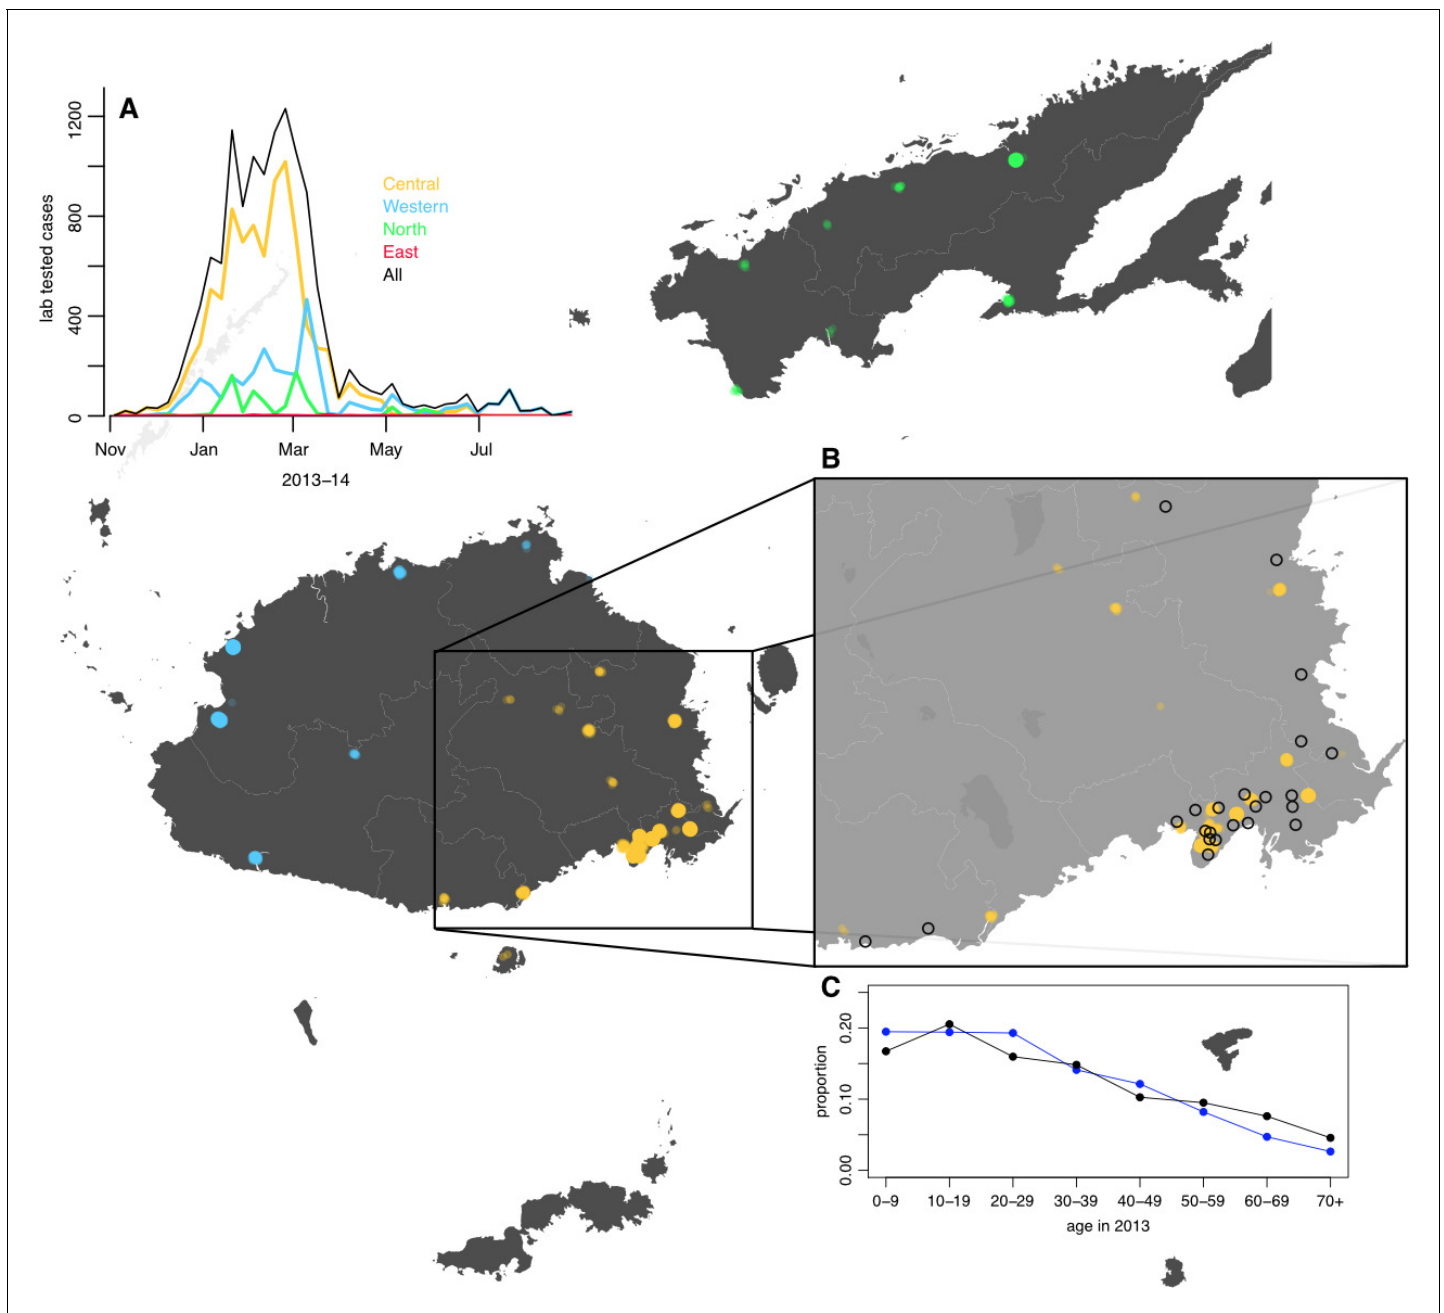 A
1200
800
400
0
lab tested cases
Central
Western
North
East
All
Nov Jan Mar May Jul
2013–14
B
C
0.20
0.10
0.00
proportion
0–9 10–19 20–29 30–39 40–49 50–59 60–69 70+
age in 2013